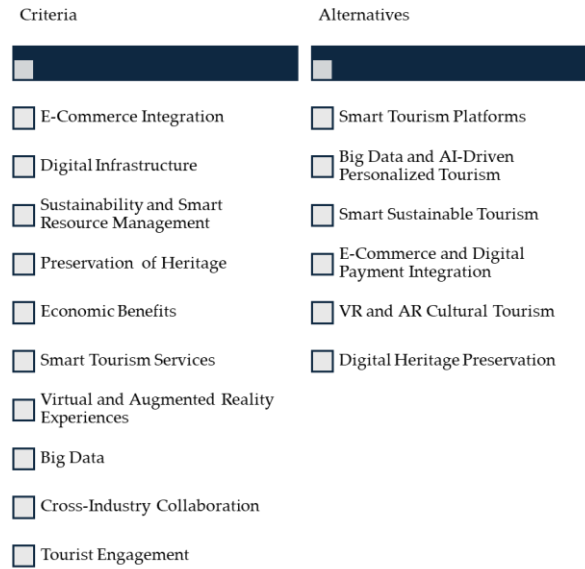 Criteria
E-Commerce Integration
Digital Infrastructure
Sustainability and Smart
Resource Management
Preservation of Heritage
Economic Benefits
Smart Tourism Services
Virtual and Augmented Reality
Experiences
Big Data
Cross-Industry Collaboration
Tourist Engagement
Alternatives
Smart Tourism Platforms
Big Data and AI-Driven
Personalized Tourism
Smart Sustainable Tourism
E-Commerce and Digital
Payment Integration
VR and AR Cultural Tourism
Digital Heritage Preservation